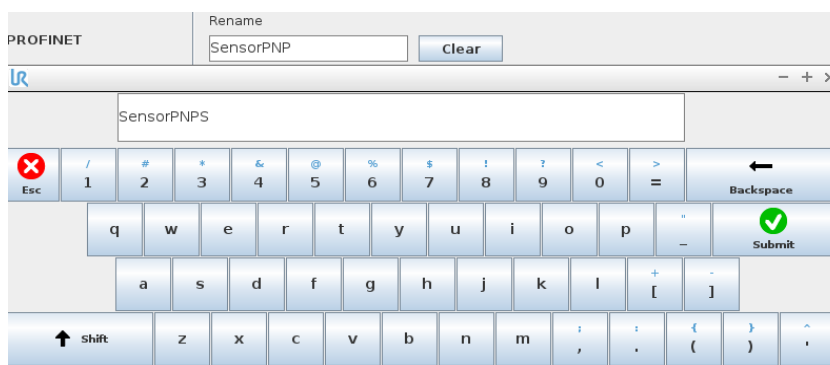 Rename
PROFINET
SensorPNP Clear
SensorPNPS
Esc / 1 # 2 * 3 & 4 @ 5 % 6 $ 7 ! 8 ? 9 < 0 > = Backspace
q w e r t y u i o p " _ Submit
a s d f g h j k l + [ - ]
Shift z x c v b n m ; , : . { ( } ) ^ '